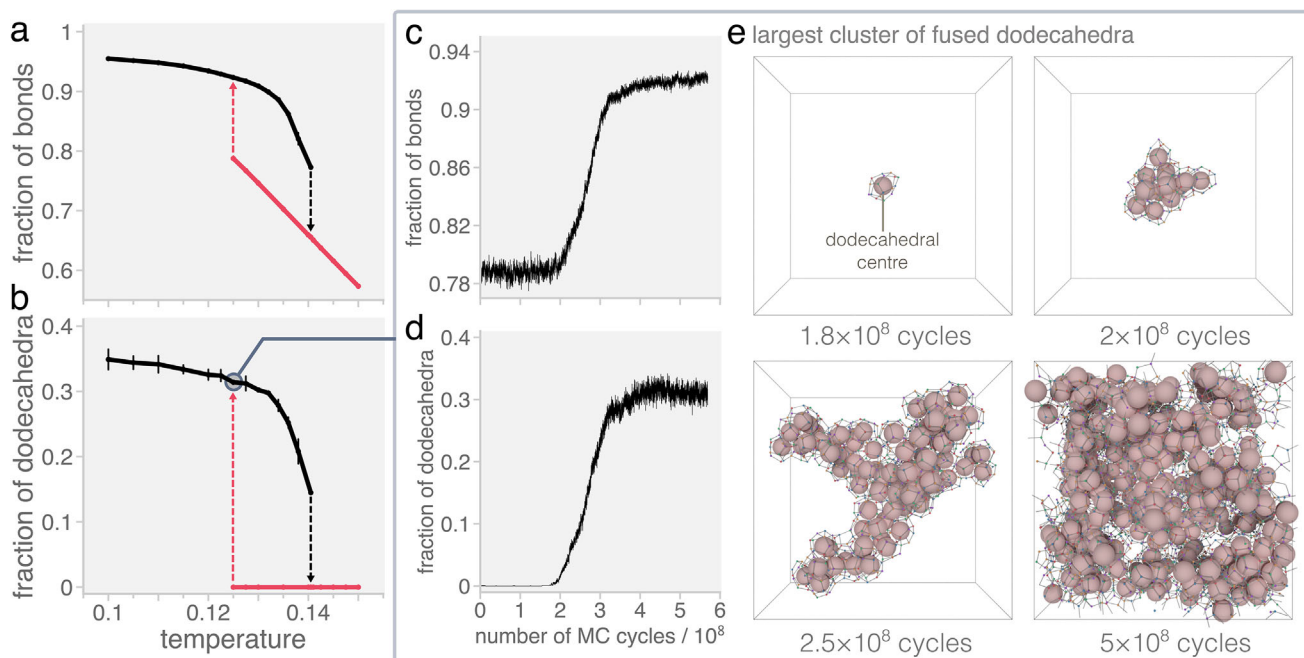 a
1
0.9
0.8
0.7
0.6
fraction of bonds
b
0.4
0.3
0.2
0.1
0
fraction of dodecahedra
0.1
0.12
0.14
temperature
c
0.94
0.9
0.86
0.82
0.78
fraction of bonds
d
0.4
0.3
0.2
0.1
0
fraction of dodecahedra
0 1 2 3 4 5 6
number of MC cycles / 10⁸
e largest cluster of fused dodecahedra
dodecahedral
centre
1.8×10⁸ cycles
2×10⁸ cycles
2.5×10⁸ cycles
5×10⁸ cycles